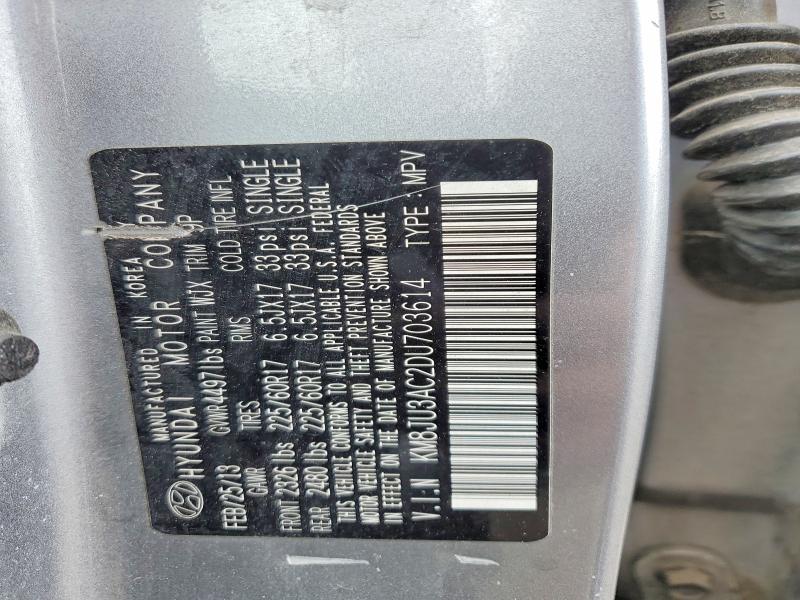 MANUFACTURED IN KOREA
HYUNDAI MOTOR COMPANY
FEB/25/13 GVWR 4497lbs PAINT WJX TRIM 9P
GAWR TIRES RIMS COLD TIRE INFL
FRONT 2326 lbs 225/60R17 6.5JX17 33psi SINGLE
REAR 2480 lbs 225/60R17 6.5JX17 33psi SINGLE
THIS VEHICLE CONFORMS TO ALL APPLICABLE U.S.A. FEDERAL
MOTOR VEHICLE SAFETY AND THEFT PREVENTION STANDARDS
IN EFFECT ON THE DATE OF MANUFACTURE SHOWN ABOVE
V.I.N KM8JU3AC2DU703614 TYPE : MPV